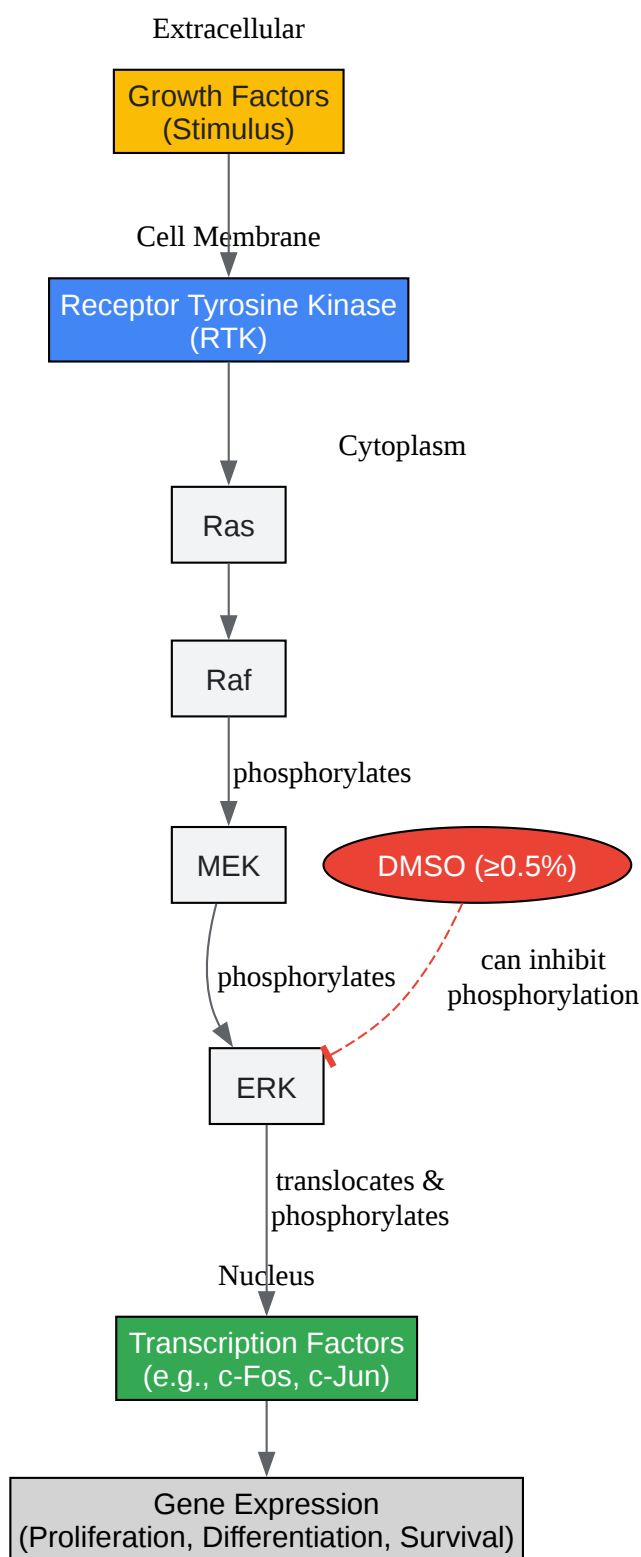 Extracellular
Growth Factors
(Stimulus)
Cell Membrane
Receptor Tyrosine Kinase
(RTK)
Cytoplasm
Ras
Raf
phosphorylates
MEK
DMSO (≥0.5%)
phosphorylates
can inhibit
phosphorylation
ERK
translocates &
phosphorylates
Nucleus
Transcription Factors
(e.g., c-Fos, c-Jun)
Gene Expression
(Proliferation, Differentiation, Survival)